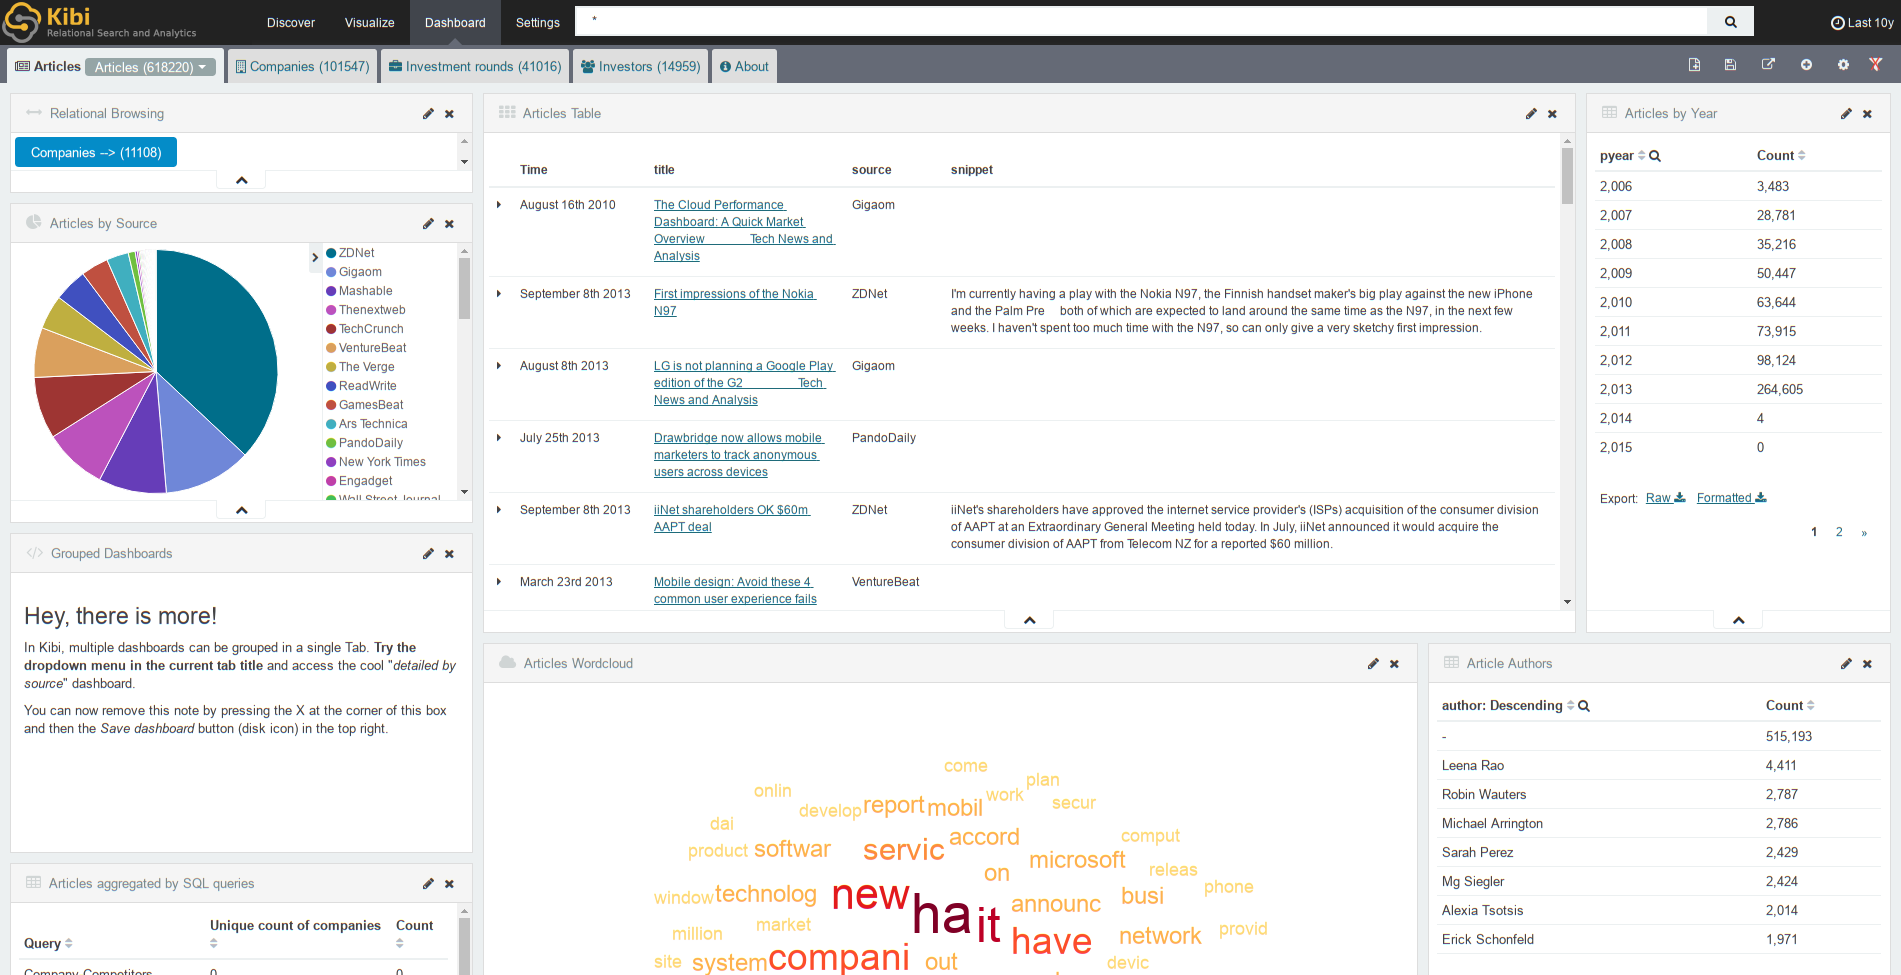 Kibi
Relational Search and Analytics
Discover
Visualize
Dashboard
Settings
*
Last 10y
Articles
Articles (618220)
Companies (101547)
Investment rounds (41016)
Investors (14959)
About
Relational Browsing
Companies --> (11108)
Articles by Source
ZDNet
Gigaom
Mashable
Thenextweb
TechCrunch
VentureBeat
The Verge
ReadWrite
GamesBeat
Ars Technica
PandoDaily
New York Times
Engadget
Wall Street Journal
Grouped Dashboards
Hey, there is more!
In Kibi, multiple dashboards can be grouped in a single Tab. Try the
dropdown menu in the current tab title and access the cool "detailed by
source" dashboard.
You can now remove this note by pressing the X at the corner of this box
and then the Save dashboard button (disk icon) in the top right.
Articles aggregated by SQL queries
Query
Unique count of companies
Count
Company Competitors
0
0
Articles Table
Time title source snippet
August 16th 2010
The Cloud Performance
Dashboard: A Quick Market
Overview Tech News and
Analysis
Gigaom
September 8th 2013
First impressions of the Nokia
N97
ZDNet
I'm currently having a play with the Nokia N97, the Finnish handset maker's big play against the new iPhone
and the Palm Pre both of which are expected to land around the same time as the N97, in the next few
weeks. I haven't spent too much time with the N97, so can only give a very sketchy first impression.
August 8th 2013
LG is not planning a Google Play
edition of the G2 Tech
News and Analysis
Gigaom
July 25th 2013
Drawbridge now allows mobile
marketers to track anonymous
users across devices
PandoDaily
September 8th 2013
iiNet shareholders OK $60m
AAPT deal
ZDNet
iiNet's shareholders have approved the internet service provider's (ISPs) acquisition of the consumer division
of AAPT at an Extraordinary General Meeting held today. In July, iiNet announced it would acquire the
consumer division of AAPT from Telecom NZ for a reported $60 million.
March 23rd 2013
Mobile design: Avoid these 4
common user experience fails
VentureBeat
Articles by Year
pyear Count
2,006 3,483
2,007 28,781
2,008 35,216
2,009 50,447
2,010 63,644
2,011 73,915
2,012 98,124
2,013 264,605
2,014 4
2,015 0
Export: Raw Formatted
1 2 »
Articles Wordcloud
come
plan
onlin
work
secur
develop
report
mobil
dai
accord
comput
product
softwar
servic
microsoft
on
releas
phone
window
technolog
new
ha
it
announc
busi
market
million
have
network
provid
site
system
compani
out
devic
Article Authors
author: Descending Count
- 515,193
Leena Rao 4,411
Robin Wauters 2,787
Michael Arrington 2,786
Sarah Perez 2,429
Mg Siegler 2,424
Alexia Tsotsis 2,014
Erick Schonfeld 1,971